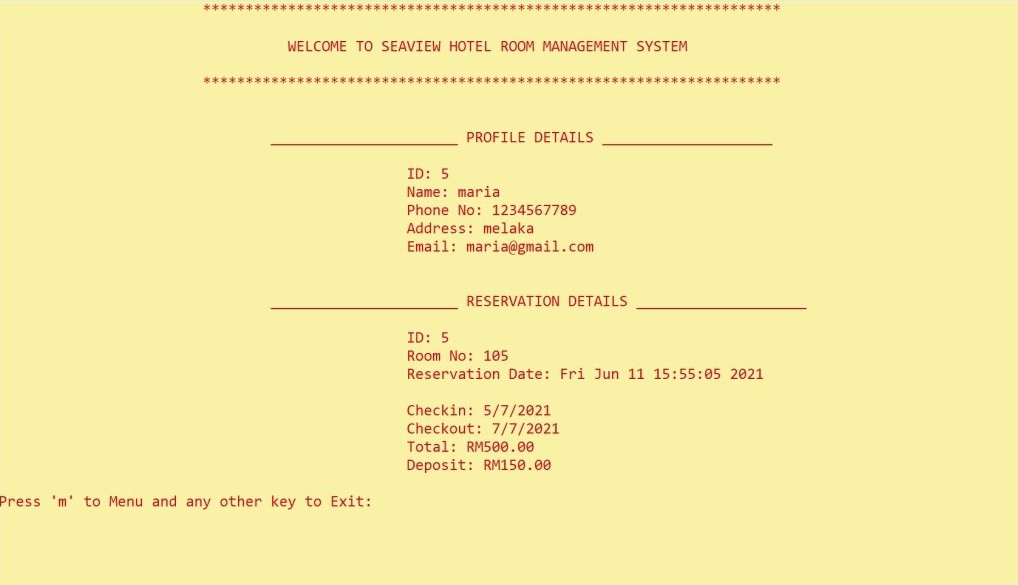 ********************************************************************
WELCOME TO SEAVIEW HOTEL ROOM MANAGEMENT SYSTEM
********************************************************************
______________________ PROFILE DETAILS ____________________
ID: 5
Name: maria
Phone No: 1234567789
Address: melaka
Email: maria@gmail.com
______________________ RESERVATION DETAILS ____________________
ID: 5
Room No: 105
Reservation Date: Fri Jun 11 15:55:05 2021
Checkin: 5/7/2021
Checkout: 7/7/2021
Total: RM500.00
Deposit: RM150.00
Press 'm' to Menu and any other key to Exit: